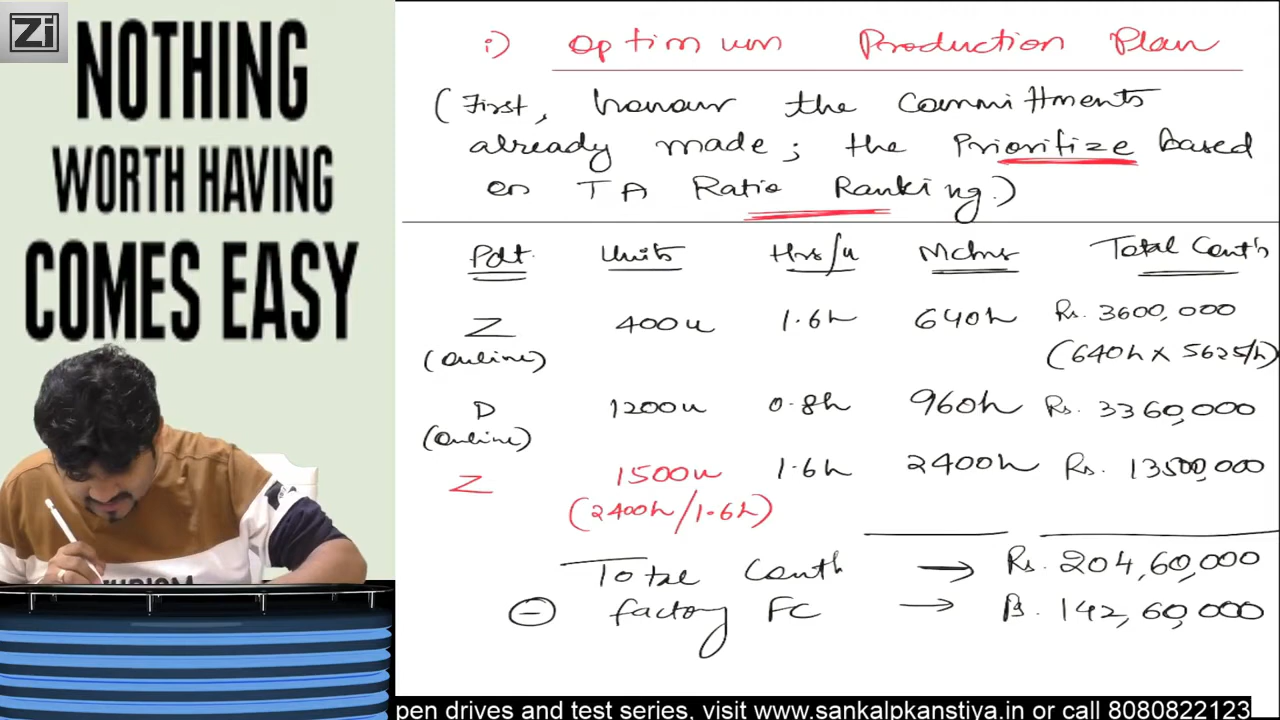 Zi
NOTHING
WORTH HAVING
COMES EASY
i) Optimum Production Plan
(First, honour the Committments
already made; the Prioritize based
on TA Ratio Ranking.)
Pdt. Units Hrs/u Mchrs Total Contbn
Z 400u 1.6h 640h Rs. 3600,000
(Online) (640h x 5625/h)
D 1200u 0.8h 960h Rs. 3360,000
(Online)
Z 1500u 1.6h 2400h Rs. 13500,000
(2400h/1.6h)
Total Contb → Rs. 204,60,000
(-) factory FC → Rs. 142,60,000
pen drives and test series, visit www.sankalpkanstiya.in or call 8080822123